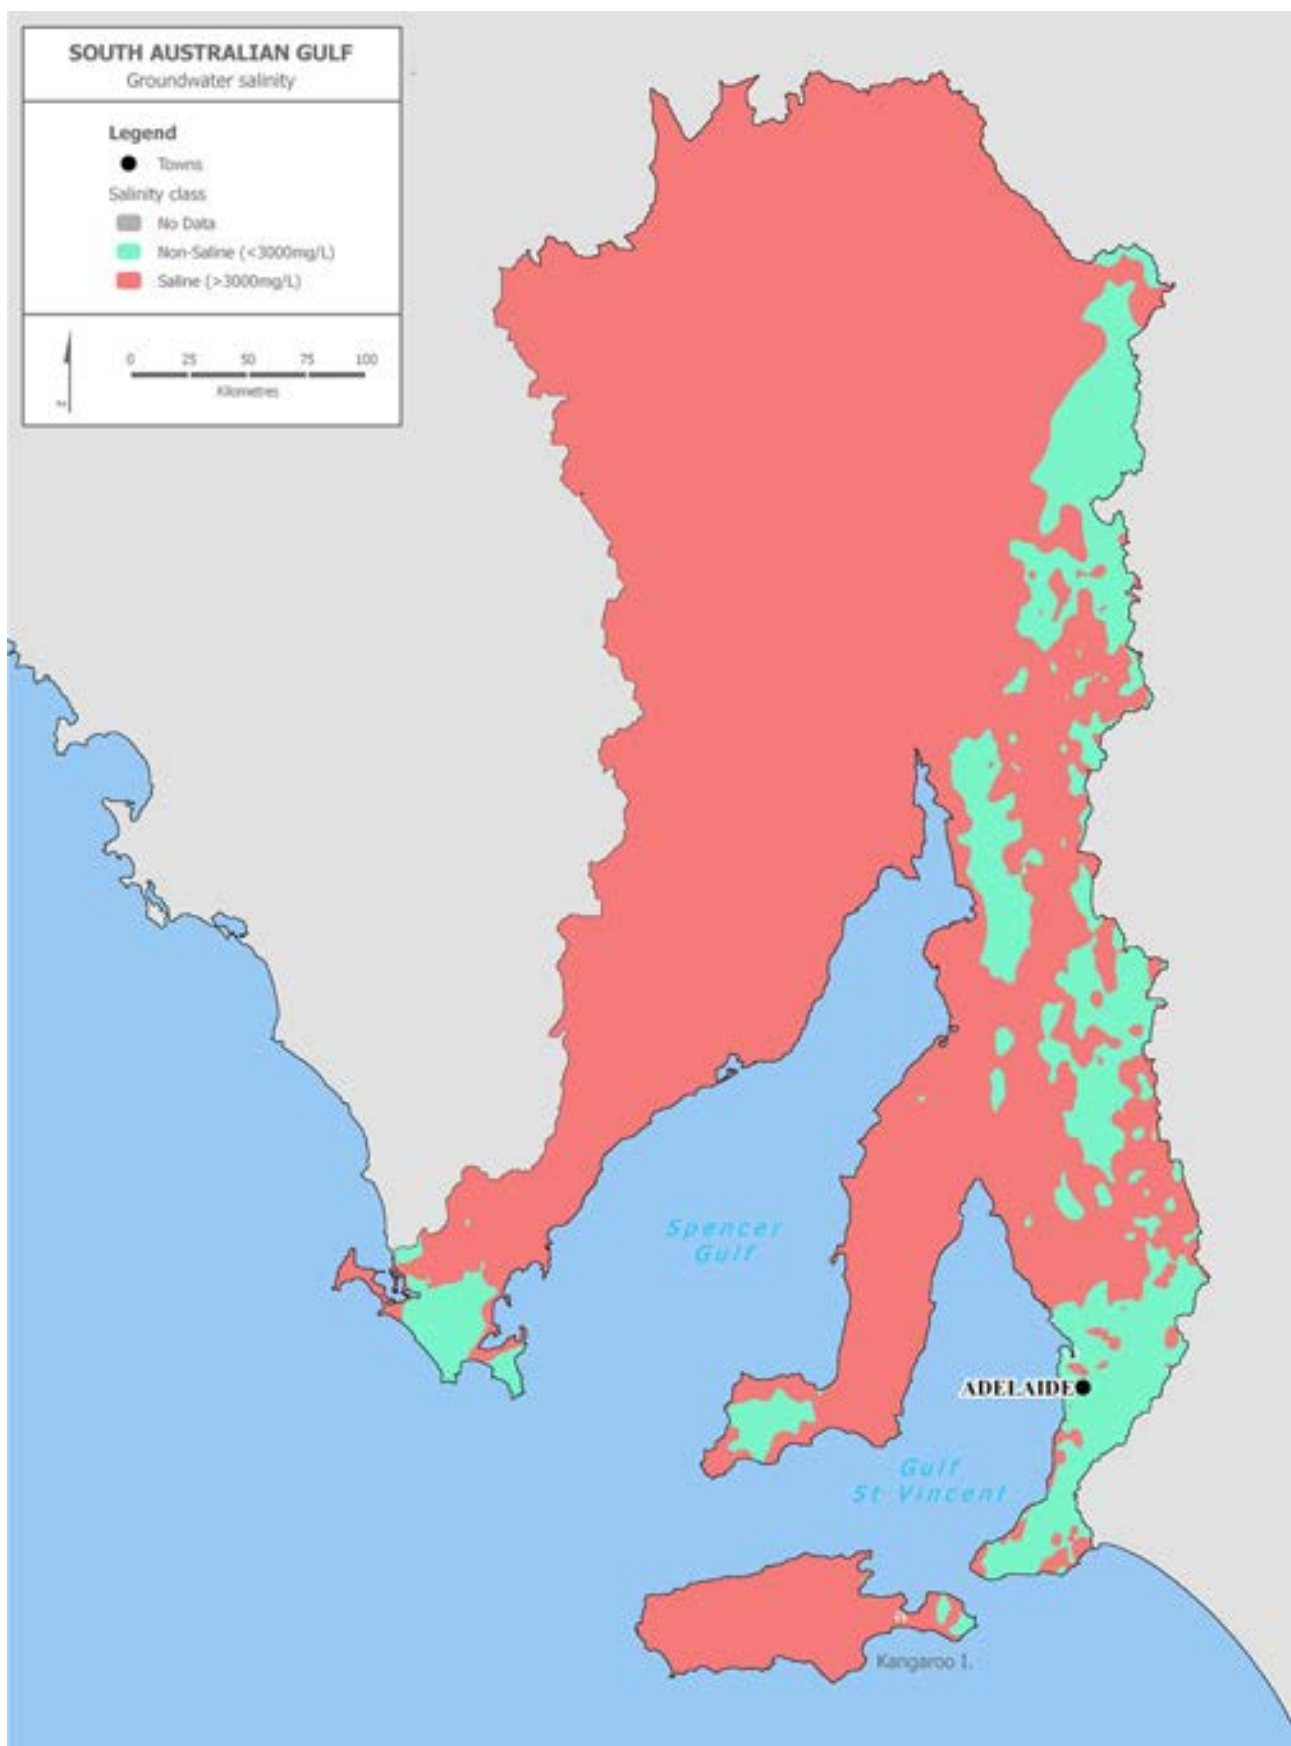 SOUTH AUSTRALIAN GULF
Groundwater salinity
Legend
Towns
Salinity class
No Data
Non-Saline (<3000mg/L)
Saline (>3000mg/L)
0 25 50 75 100
Kilometres
N
Spencer
Gulf
ADELAIDE
Gulf
St Vincent
Kangaroo I.